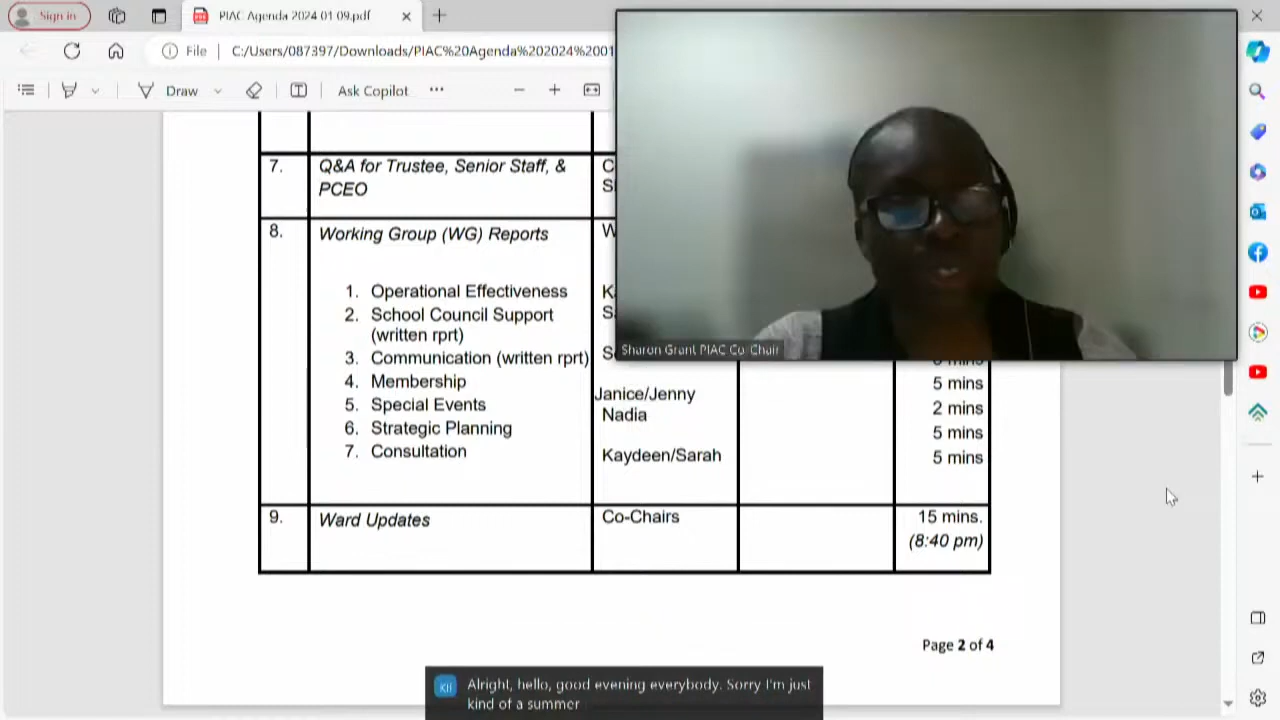 Sign in
PIAC Agenda 2024 01 09.pdf
File
C:/Users/087397/Downloads/PIAC%20Agenda%202024%2001
Draw
Ask Copilot
7.
Q&A for Trustee, Senior Staff, &
PCEO
C
S
8.
Working Group (WG) Reports
W
1. Operational Effectiveness
2. School Council Support
(written rprt)
3. Communication (written rprt)
4. Membership
5. Special Events
6. Strategic Planning
7. Consultation
K
S
S
Janice/Jenny
Nadia
Kaydeen/Sarah
mins
5 mins
2 mins
5 mins
5 mins
9.
Ward Updates
Co-Chairs
15 mins.
(8:40 pm)
Page 2 of 4
Sharon Grant PIAC Co-Chair
KH
Alright, hello, good evening everybody. Sorry I'm just
kind of a summer